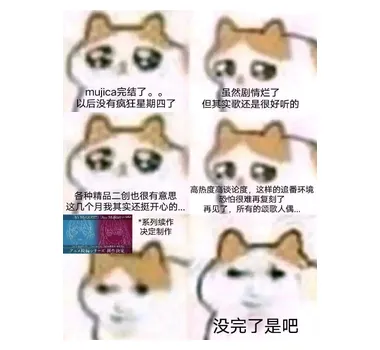 mujica完结了。。
以后没有疯狂星期四了
虽然剧情烂了
但其实歌还是很好听的
各种精品二创也很有意思
这几个月我其实还挺开心的...
高热度高谈论度，这样的追番环境
恐怕很难再复刻了
再见了，所有的颂歌人偶...
*系列续作
决定制作
没完了是吧